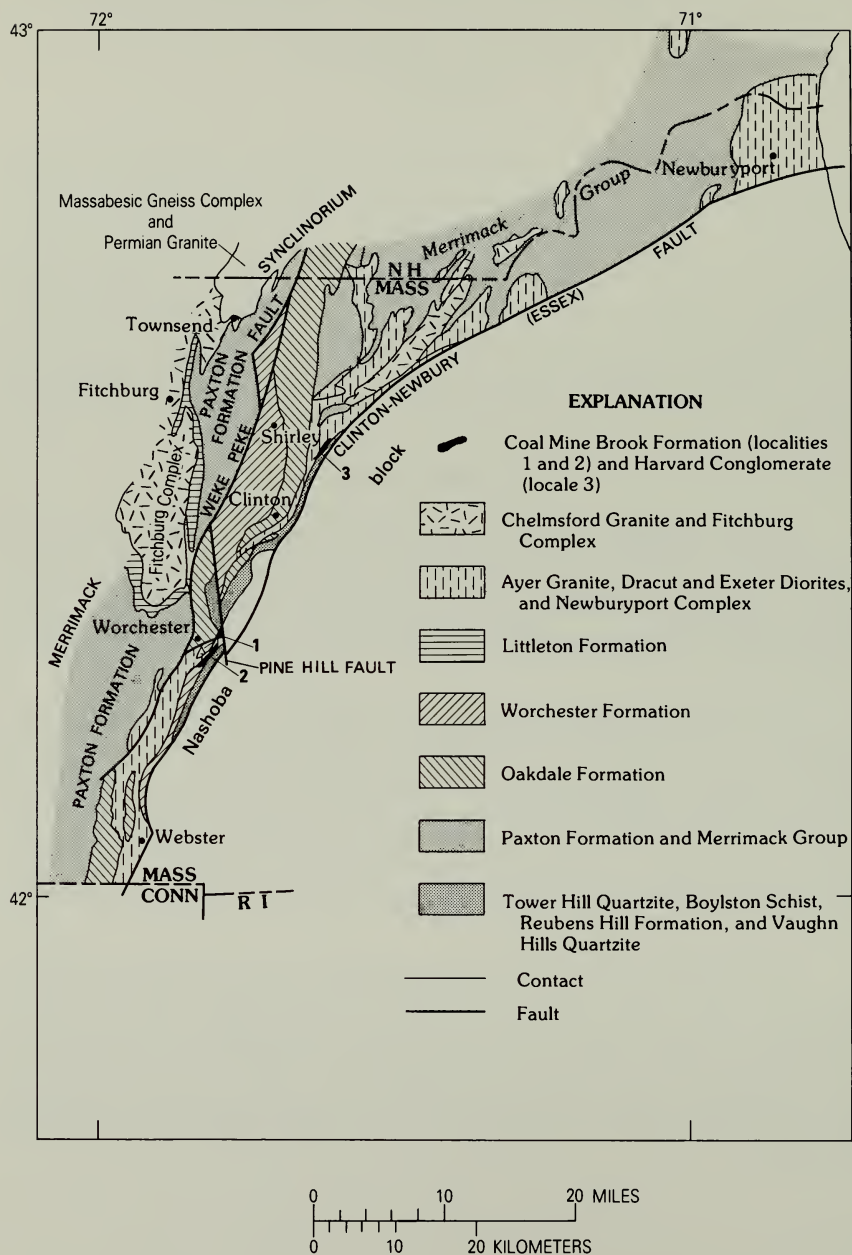 72°
71°
43°
Massabesic Gneiss Complex
and
Permian Granite
SYNCLINORIUM
Merrimack
Group
Newburyport
NH
MASS
FAULT
(ESSEX)
CLINTON-NEWBURY
Townsend
Fitchburg
PAXTON
FORMATION
WEKE PEKE FAULT
Shirley
3
block
Clinton
Fitchburg Complex
MERRIMACK
Worchester
1
2
PINE HILL FAULT
PAXTON FORMATION
Nashoba
Webster
MASS
CONN
R I
42°
EXPLANATION
Coal Mine Brook Formation (localities
1 and 2) and Harvard Conglomerate
(locale 3)
Chelmsford Granite and Fitchburg
Complex
Ayer Granite, Dracut and Exeter Diorites,
and Newburyport Complex
Littleton Formation
Worchester Formation
Oakdale Formation
Paxton Formation and Merrimack Group
Tower Hill Quartzite, Boylston Schist,
Reubens Hill Formation, and Vaughn
Hills Quartzite
Contact
Fault
0 10 20 MILES
0 10 20 KILOMETERS